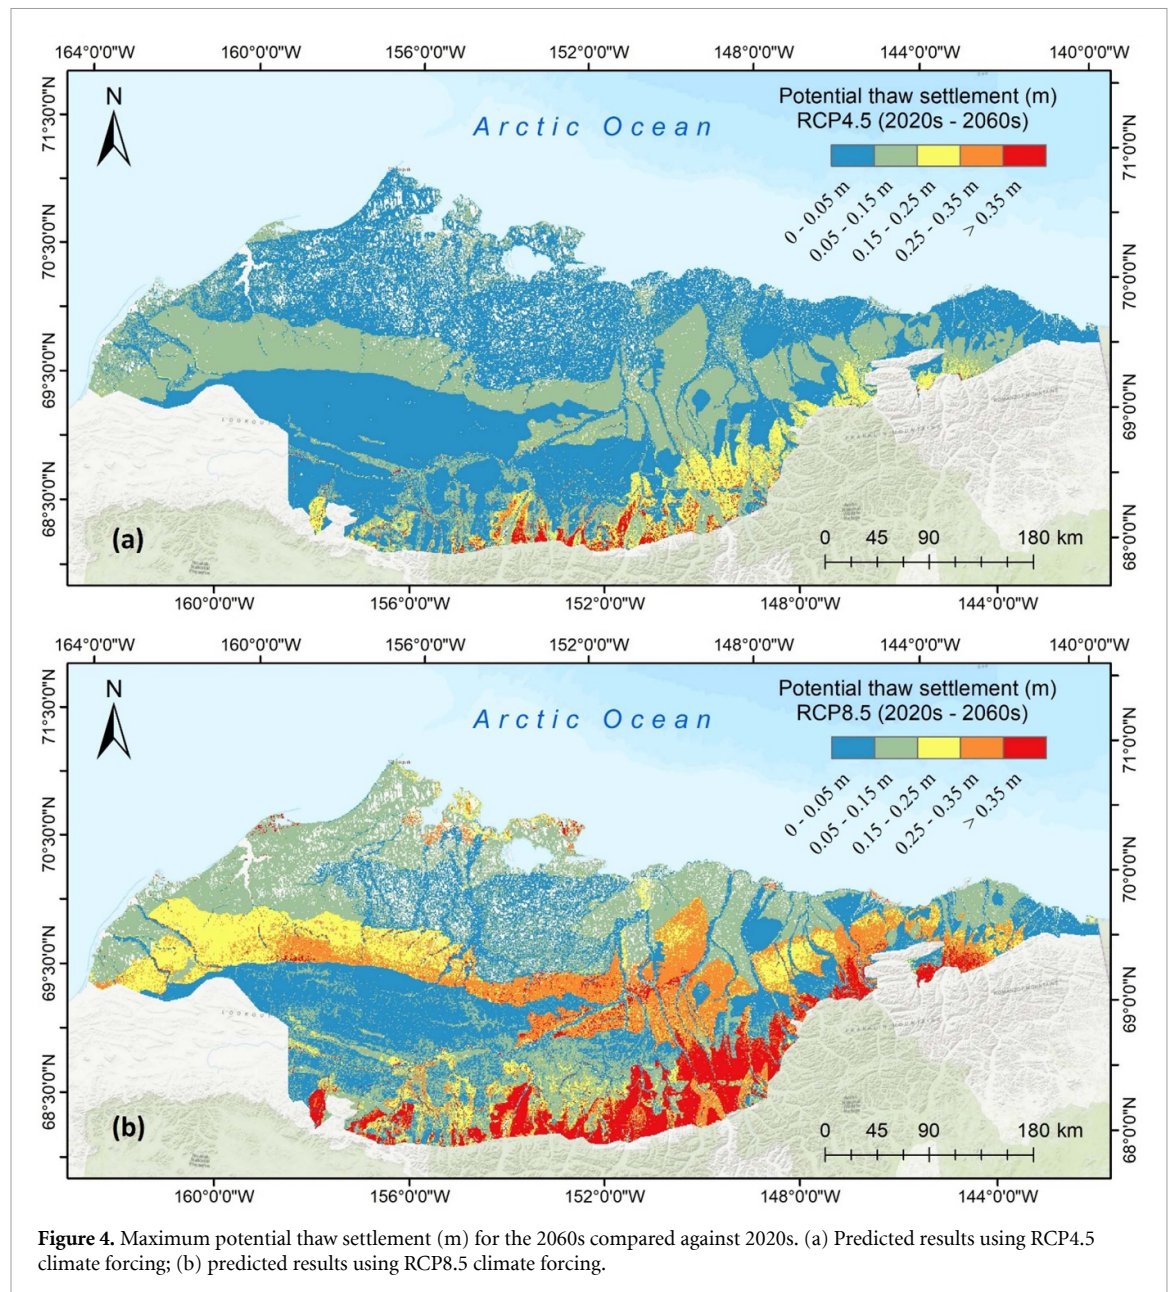 164°0'0"W 160°0'0"W 156°0'0"W 152°0'0"W 148°0'0"W 144°0'0"W 140°0'0"W
N
Arctic Ocean
Potential thaw settlement (m)
RCP4.5 (2020s - 2060s)
0 - 0.05 m
0.05 - 0.15 m
0.15 - 0.25 m
0.25 - 0.35 m
> 0.35 m
71°30'0"N
70°30'0"N
69°30'0"N
68°30'0"N
71°0'0"N
70°0'0"N
69°0'0"N
68°0'0"N
(a)
0 45 90 180 km
160°0'0"W 156°0'0"W 152°0'0"W 148°0'0"W 144°0'0"W
164°0'0"W 160°0'0"W 156°0'0"W 152°0'0"W 148°0'0"W 144°0'0"W 140°0'0"W
N
Arctic Ocean
Potential thaw settlement (m)
RCP8.5 (2020s - 2060s)
0 - 0.05 m
0.05 - 0.15 m
0.15 - 0.25 m
0.25 - 0.35 m
> 0.35 m
71°30'0"N
70°30'0"N
69°30'0"N
68°30'0"N
71°0'0"N
70°0'0"N
69°0'0"N
68°0'0"N
(b)
0 45 90 180 km
160°0'0"W 156°0'0"W 152°0'0"W 148°0'0"W 144°0'0"W
Figure 4. Maximum potential thaw settlement (m) for the 2060s compared against 2020s. (a) Predicted results using RCP4.5
climate forcing; (b) predicted results using RCP8.5 climate forcing.